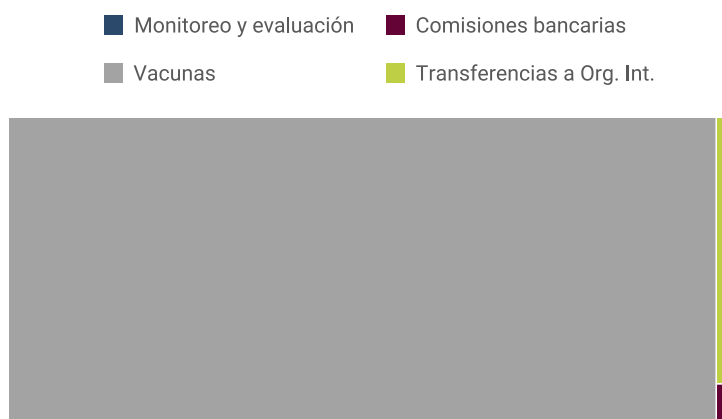 Monitoreo y evaluación Comisiones bancarias
Vacunas Transferencias a Org. Int.